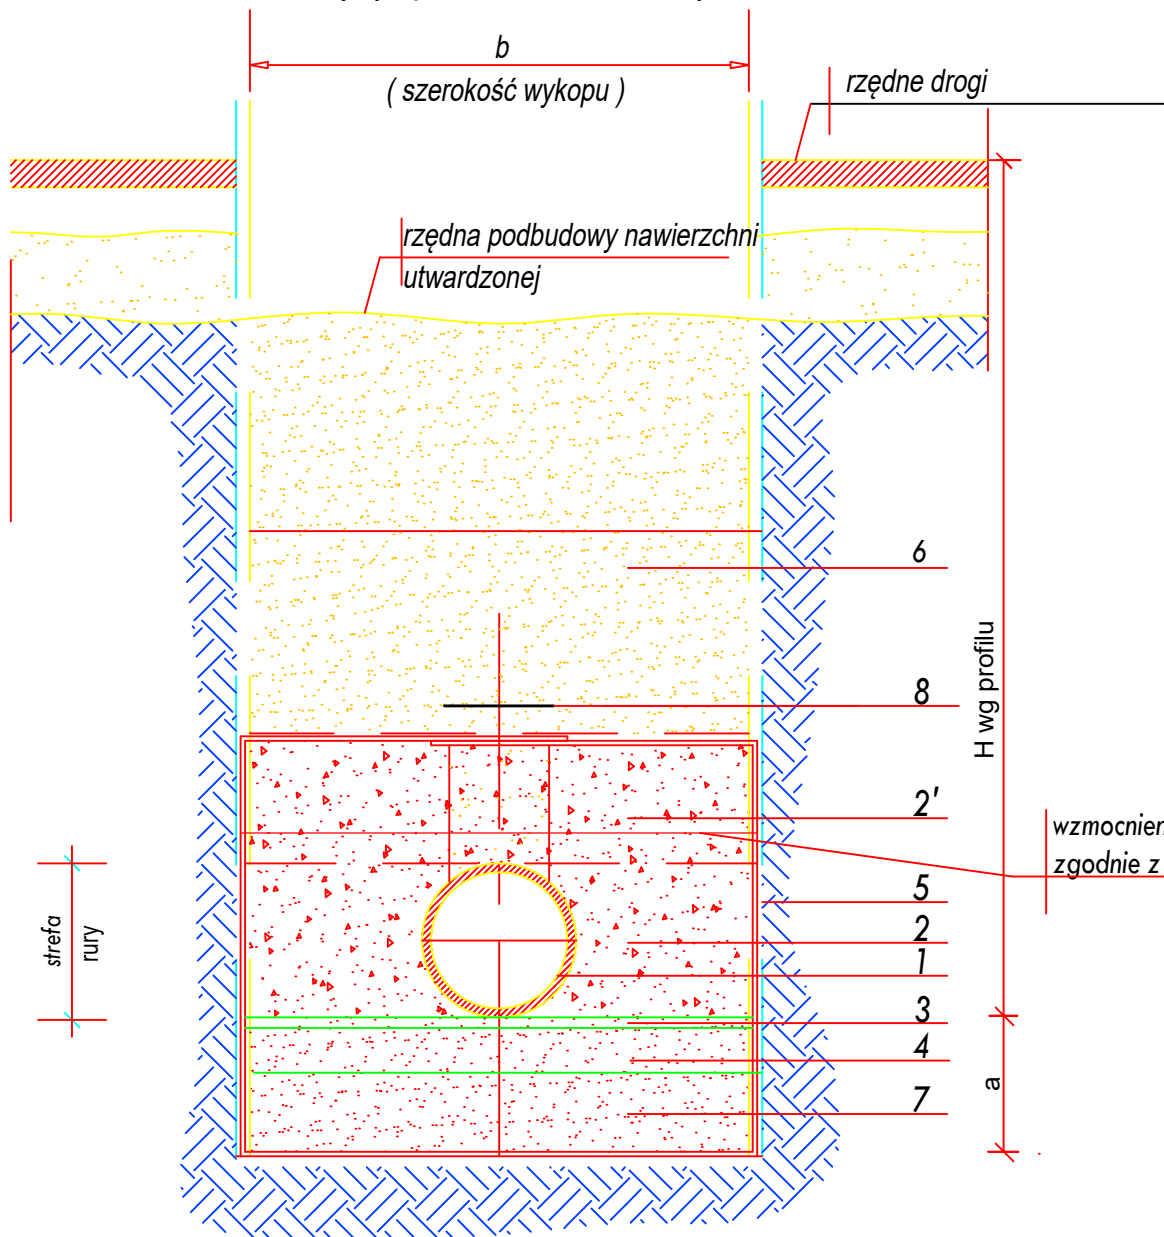 b
( szerokość wykopu )
rzędne drogi
rzędna podbudowy nawierzchni
utwardzonej
6
8
H wg profilu
2'
zgodnie z
5
2
1
3
4
7
a
strefa
rury